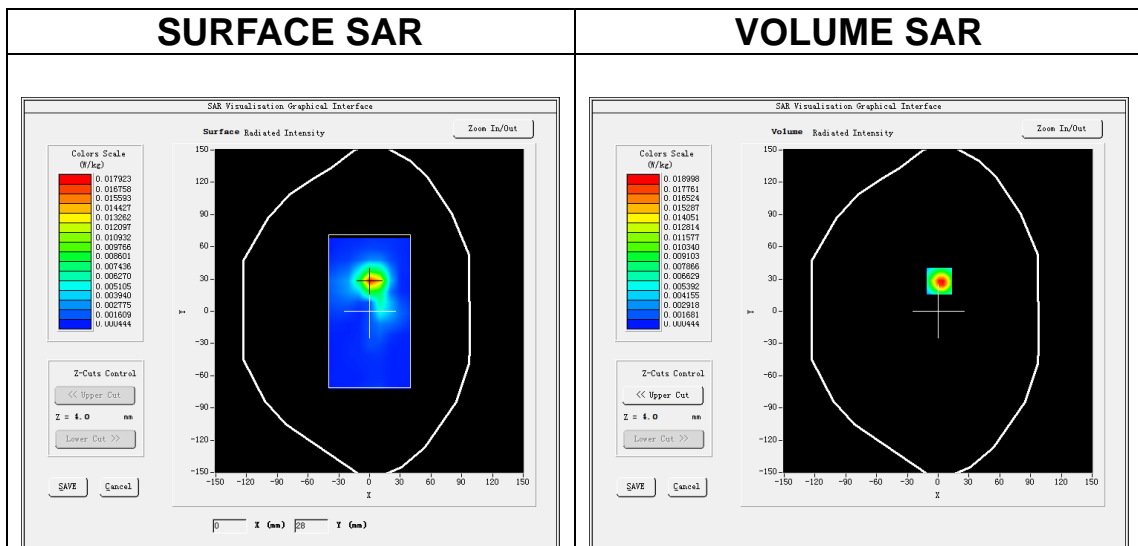 SURFACE SAR
VOLUME SAR
SAR Visualisation Graphical Interface
Surface Radiated Intensity
Zoom In/Out
Colors Scale
(W/kg)
0.017923
0.016758
0.015593
0.014427
0.013262
0.012097
0.010932
0.009766
0.008601
0.007436
0.006270
0.005105
0.003940
0.002775
0.001609
0.000444
Z-Cuts Control
<< Upper Cut
Z = 4.0 mm
Lower Cut >>
SAVE
Cancel
150
120
90
60
30
0
-30
-60
-90
-120
-150
Y
-150 -120 -90 -60 -30 0 30 60 90 120 150
X
0 X (mm) 28 Y (mm)
SAR Visualisation Graphical Interface
Volume Radiated Intensity
Zoom In/Out
Colors Scale
(W/kg)
0.018998
0.017761
0.016524
0.015287
0.014051
0.012814
0.011577
0.010340
0.009103
0.007866
0.006629
0.005392
0.004155
0.002918
0.001681
0.000444
Z-Cuts Control
<< Upper Cut
Z = 4.0 mm
Lower Cut >>
SAVE
Cancel
150
120
90
60
30
0
-30
-60
-90
-120
-150
Y
-150 -120 -90 -60 -30 0 30 60 90 120 150
X